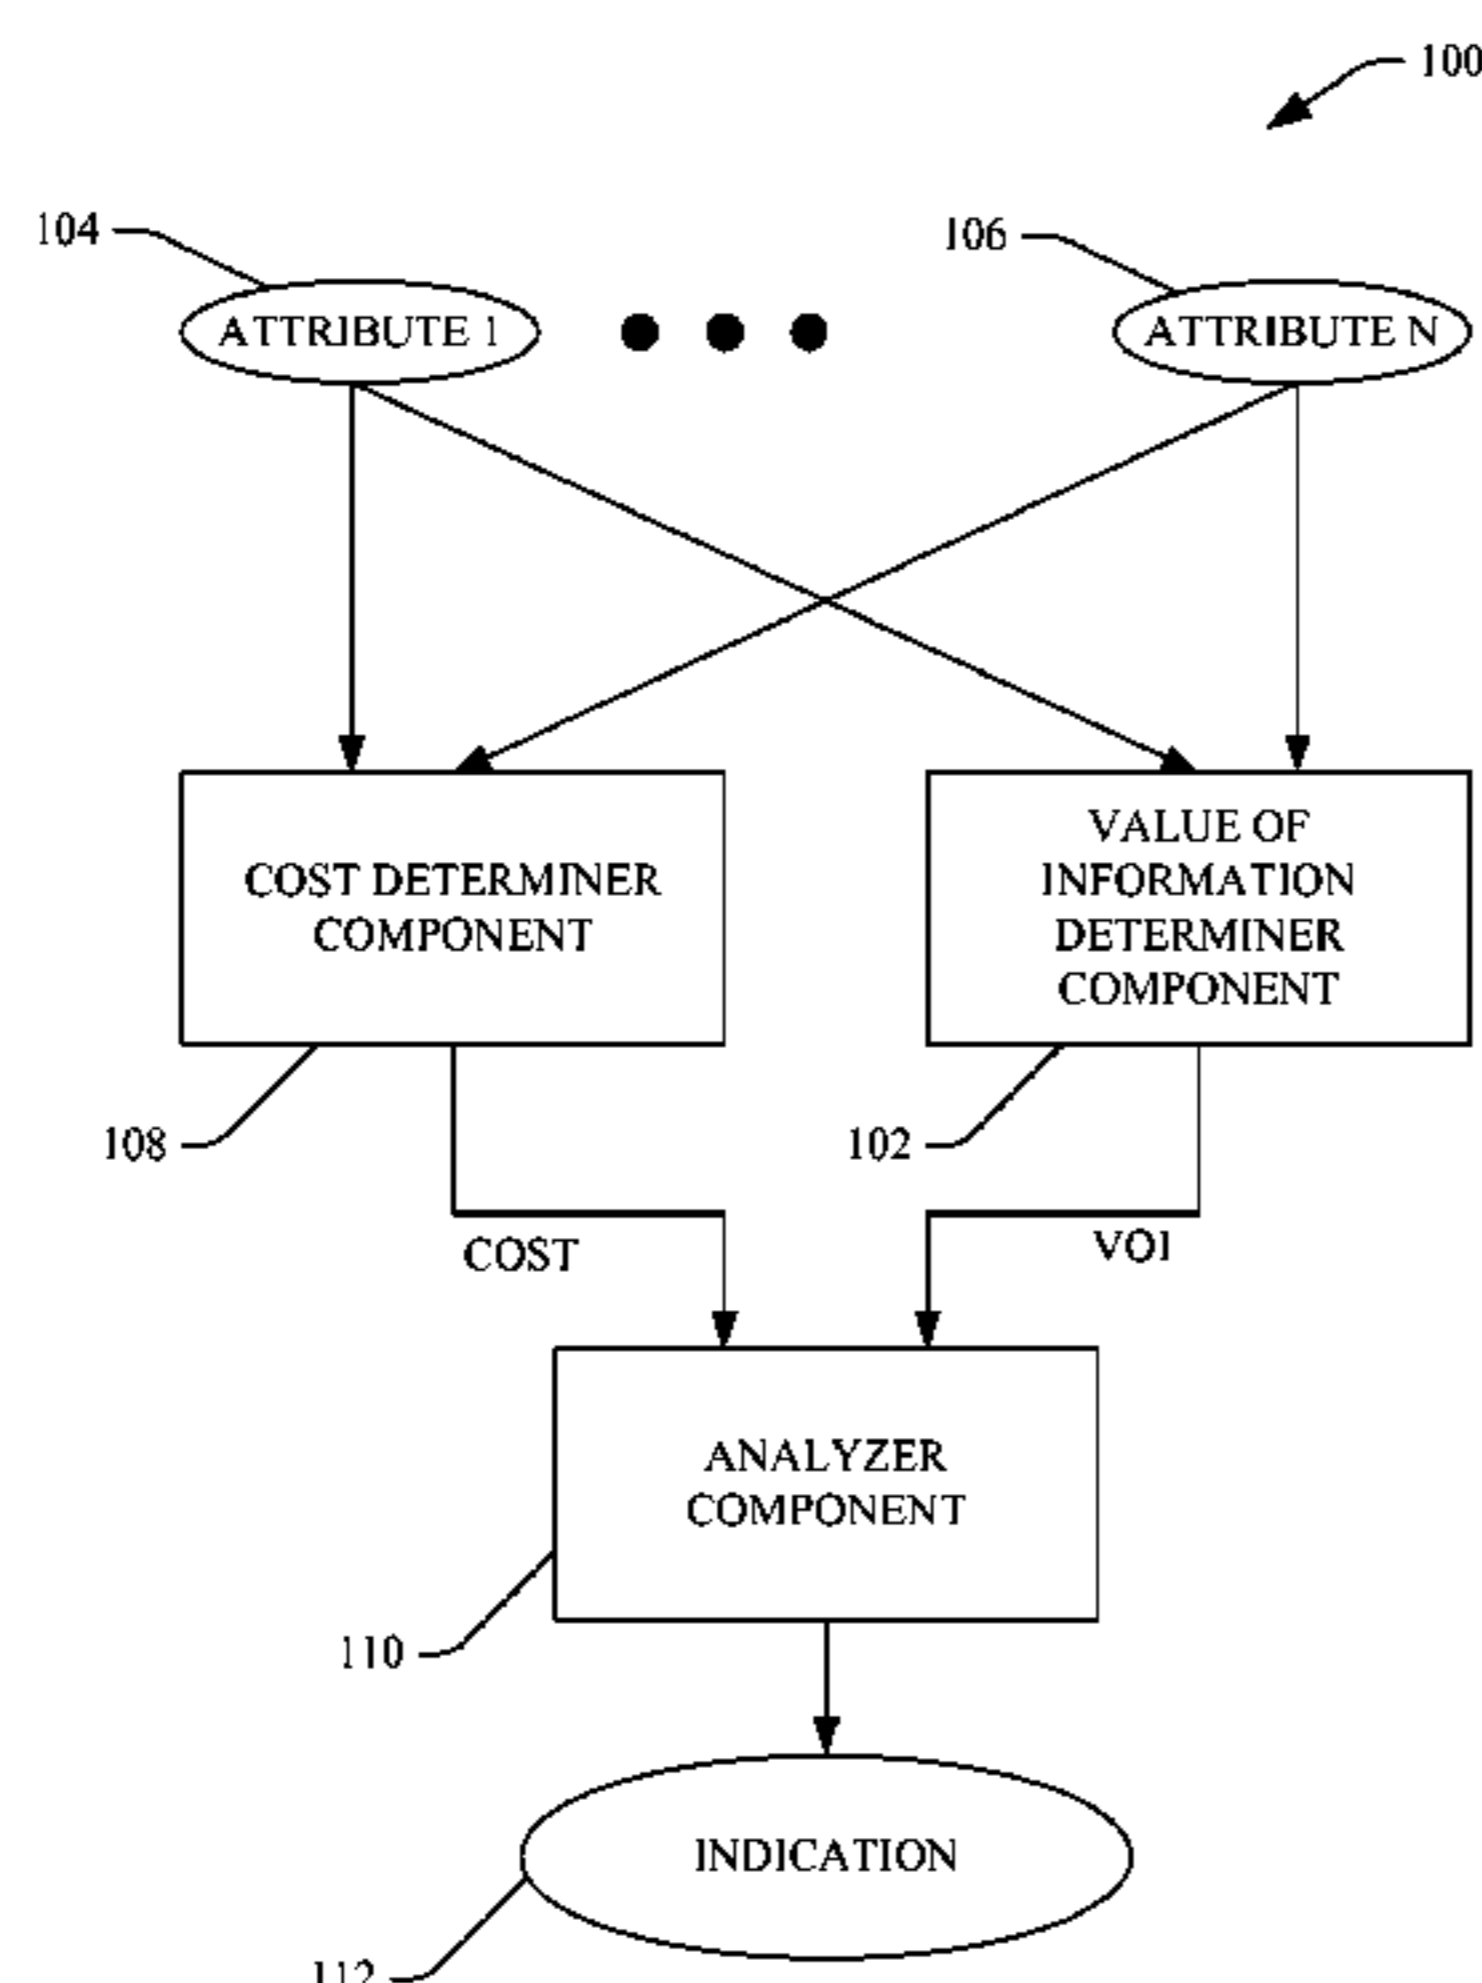 100
104
106
ATTRIBUTE 1
ATTRIBUTE N
COST DETERMINER
COMPONENT
VALUE OF
INFORMATION
DETERMINER
COMPONENT
108
102
COST
VOI
ANALYZER
COMPONENT
110
INDICATION
112